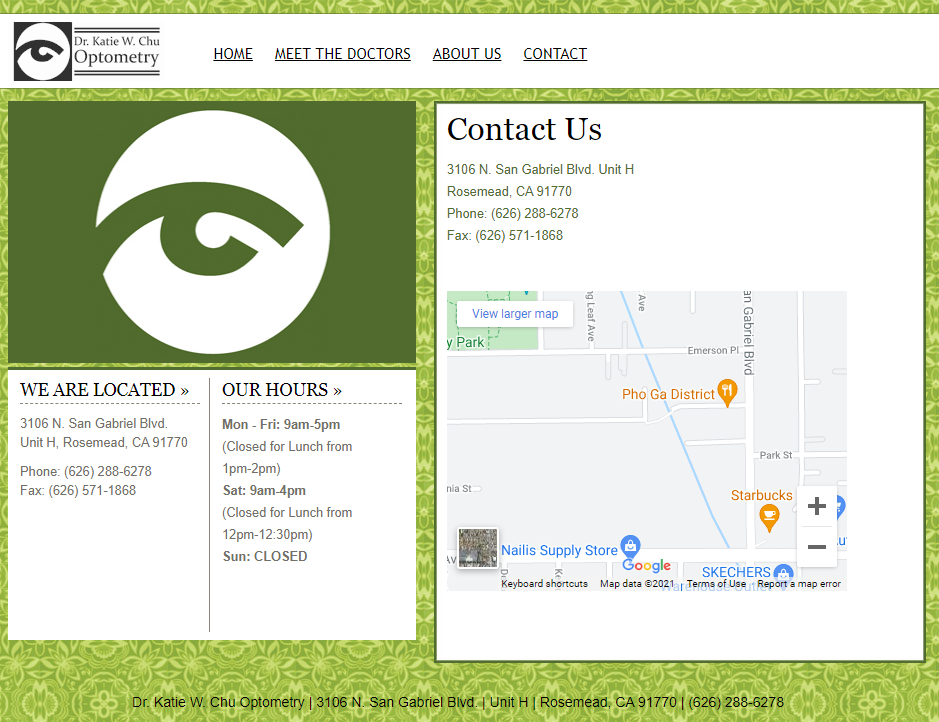 Dr. Katie W. Chu
Optometry
HOME MEET THE DOCTORS ABOUT US CONTACT
WE ARE LOCATED »
3106 N. San Gabriel Blvd.
Unit H, Rosemead, CA 91770
Phone: (626) 288-6278
Fax: (626) 571-1868
OUR HOURS »
Mon - Fri: 9am-5pm
(Closed for Lunch from
1pm-2pm)
Sat: 9am-4pm
(Closed for Lunch from
12pm-12:30pm)
Sun: CLOSED
Contact Us
3106 N. San Gabriel Blvd. Unit H
Rosemead, CA 91770
Phone: (626) 288-6278
Fax: (626) 571-1868
View larger map
y Park
ng Leaf Ave
Ave
an Gabriel Blvd
Emerson Pl
Pho Ga District
Park St
nia St
Starbucks
Nailis Supply Store
Google
SKECHERS
Warehouse Outlet
Keyboard shortcuts Map data ©2021 Terms of Use Report a map error
Dr. Katie W. Chu Optometry | 3106 N. San Gabriel Blvd. | Unit H | Rosemead, CA 91770 | (626) 288-6278